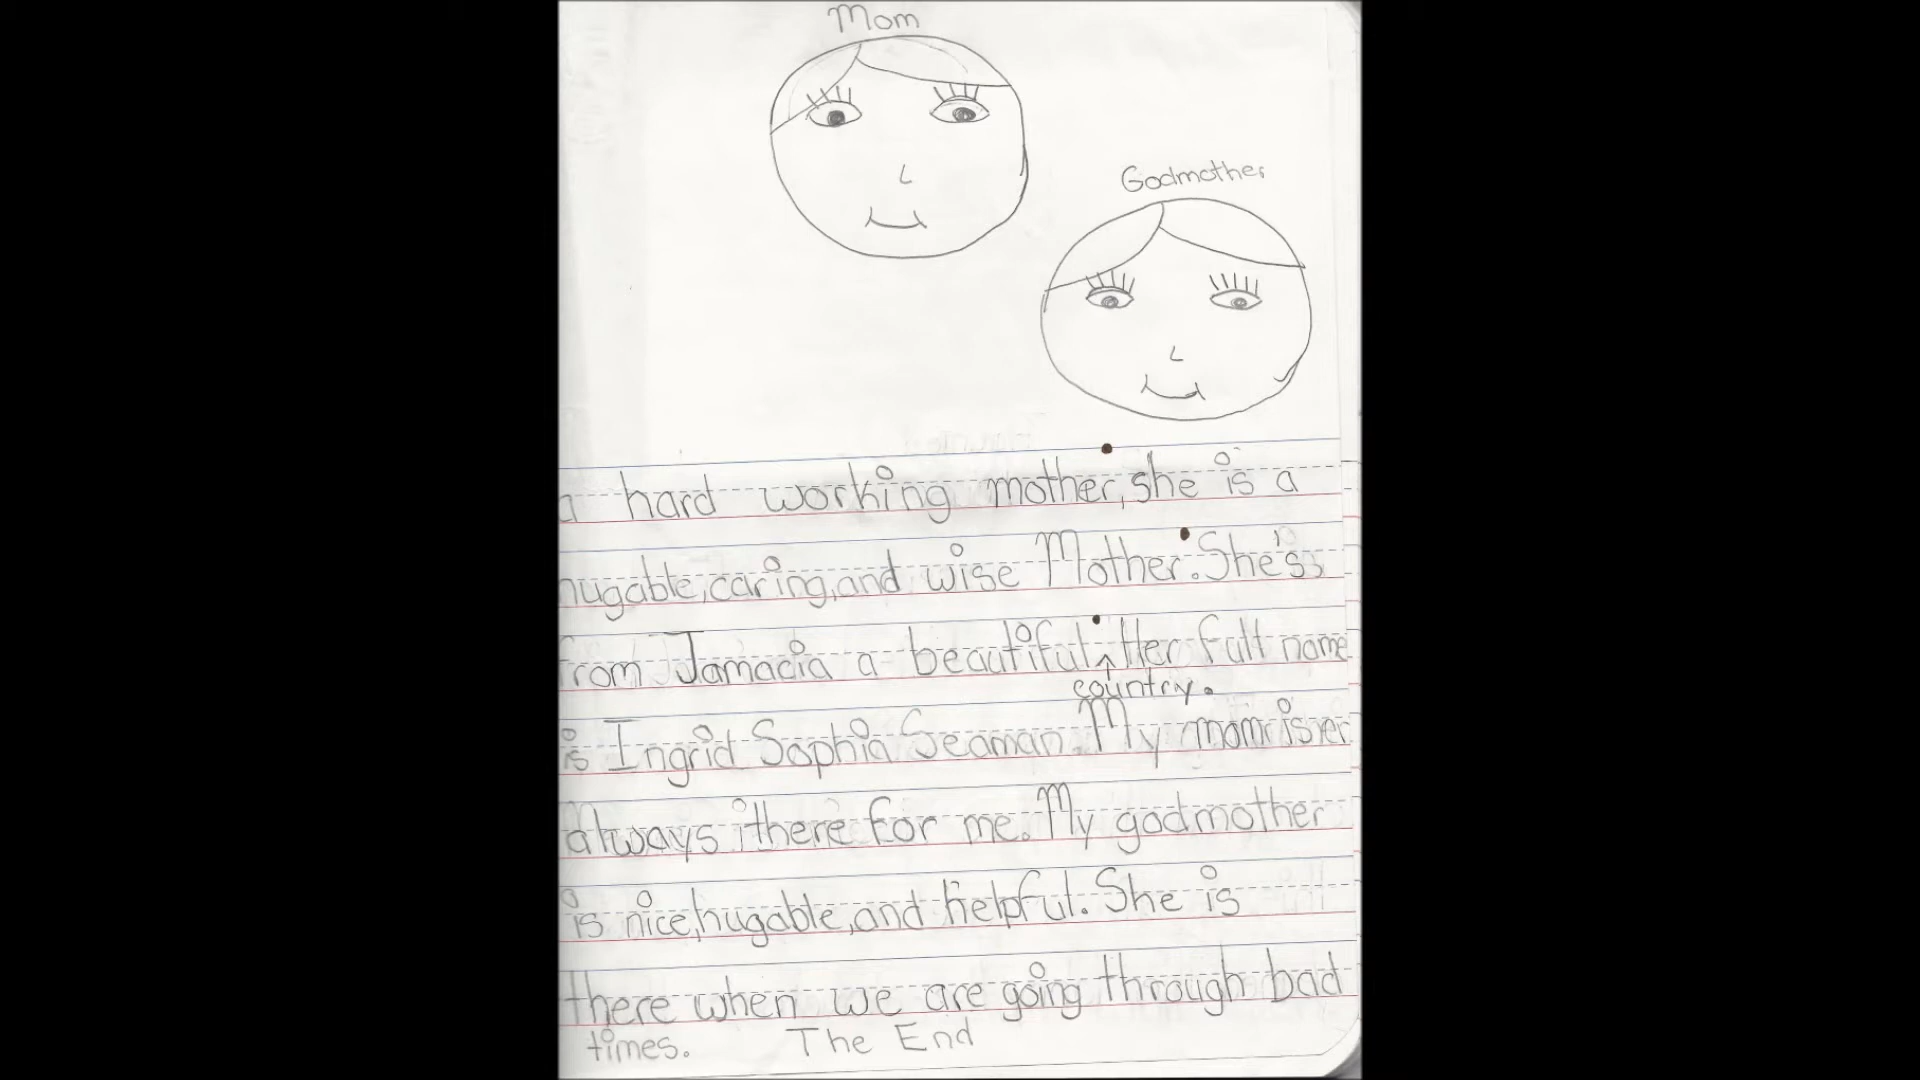 Mom
Godmother
a hard working mother, she is a
hugable, caring, and wise Mother. She's
from Jamacia a beautiful ^ Her full name
country.
is Ingrid Sophia Seaman. My mom is
always there for me. My godmother
is nice, hugable, and helpful. She is
there when we are going through bad
times. The End